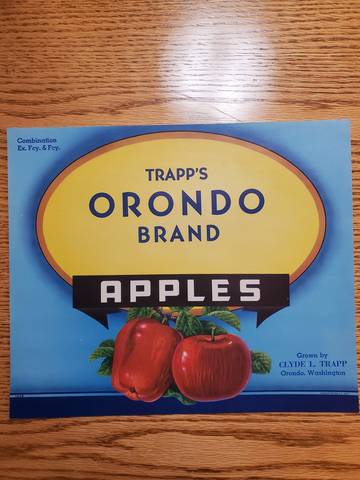 Combination
Ex. Fcy. & Fcy.
TRAPP'S
ORONDO
BRAND
APPLES
Grown by
CLYDE L. TRAPP
Orondo, Washington